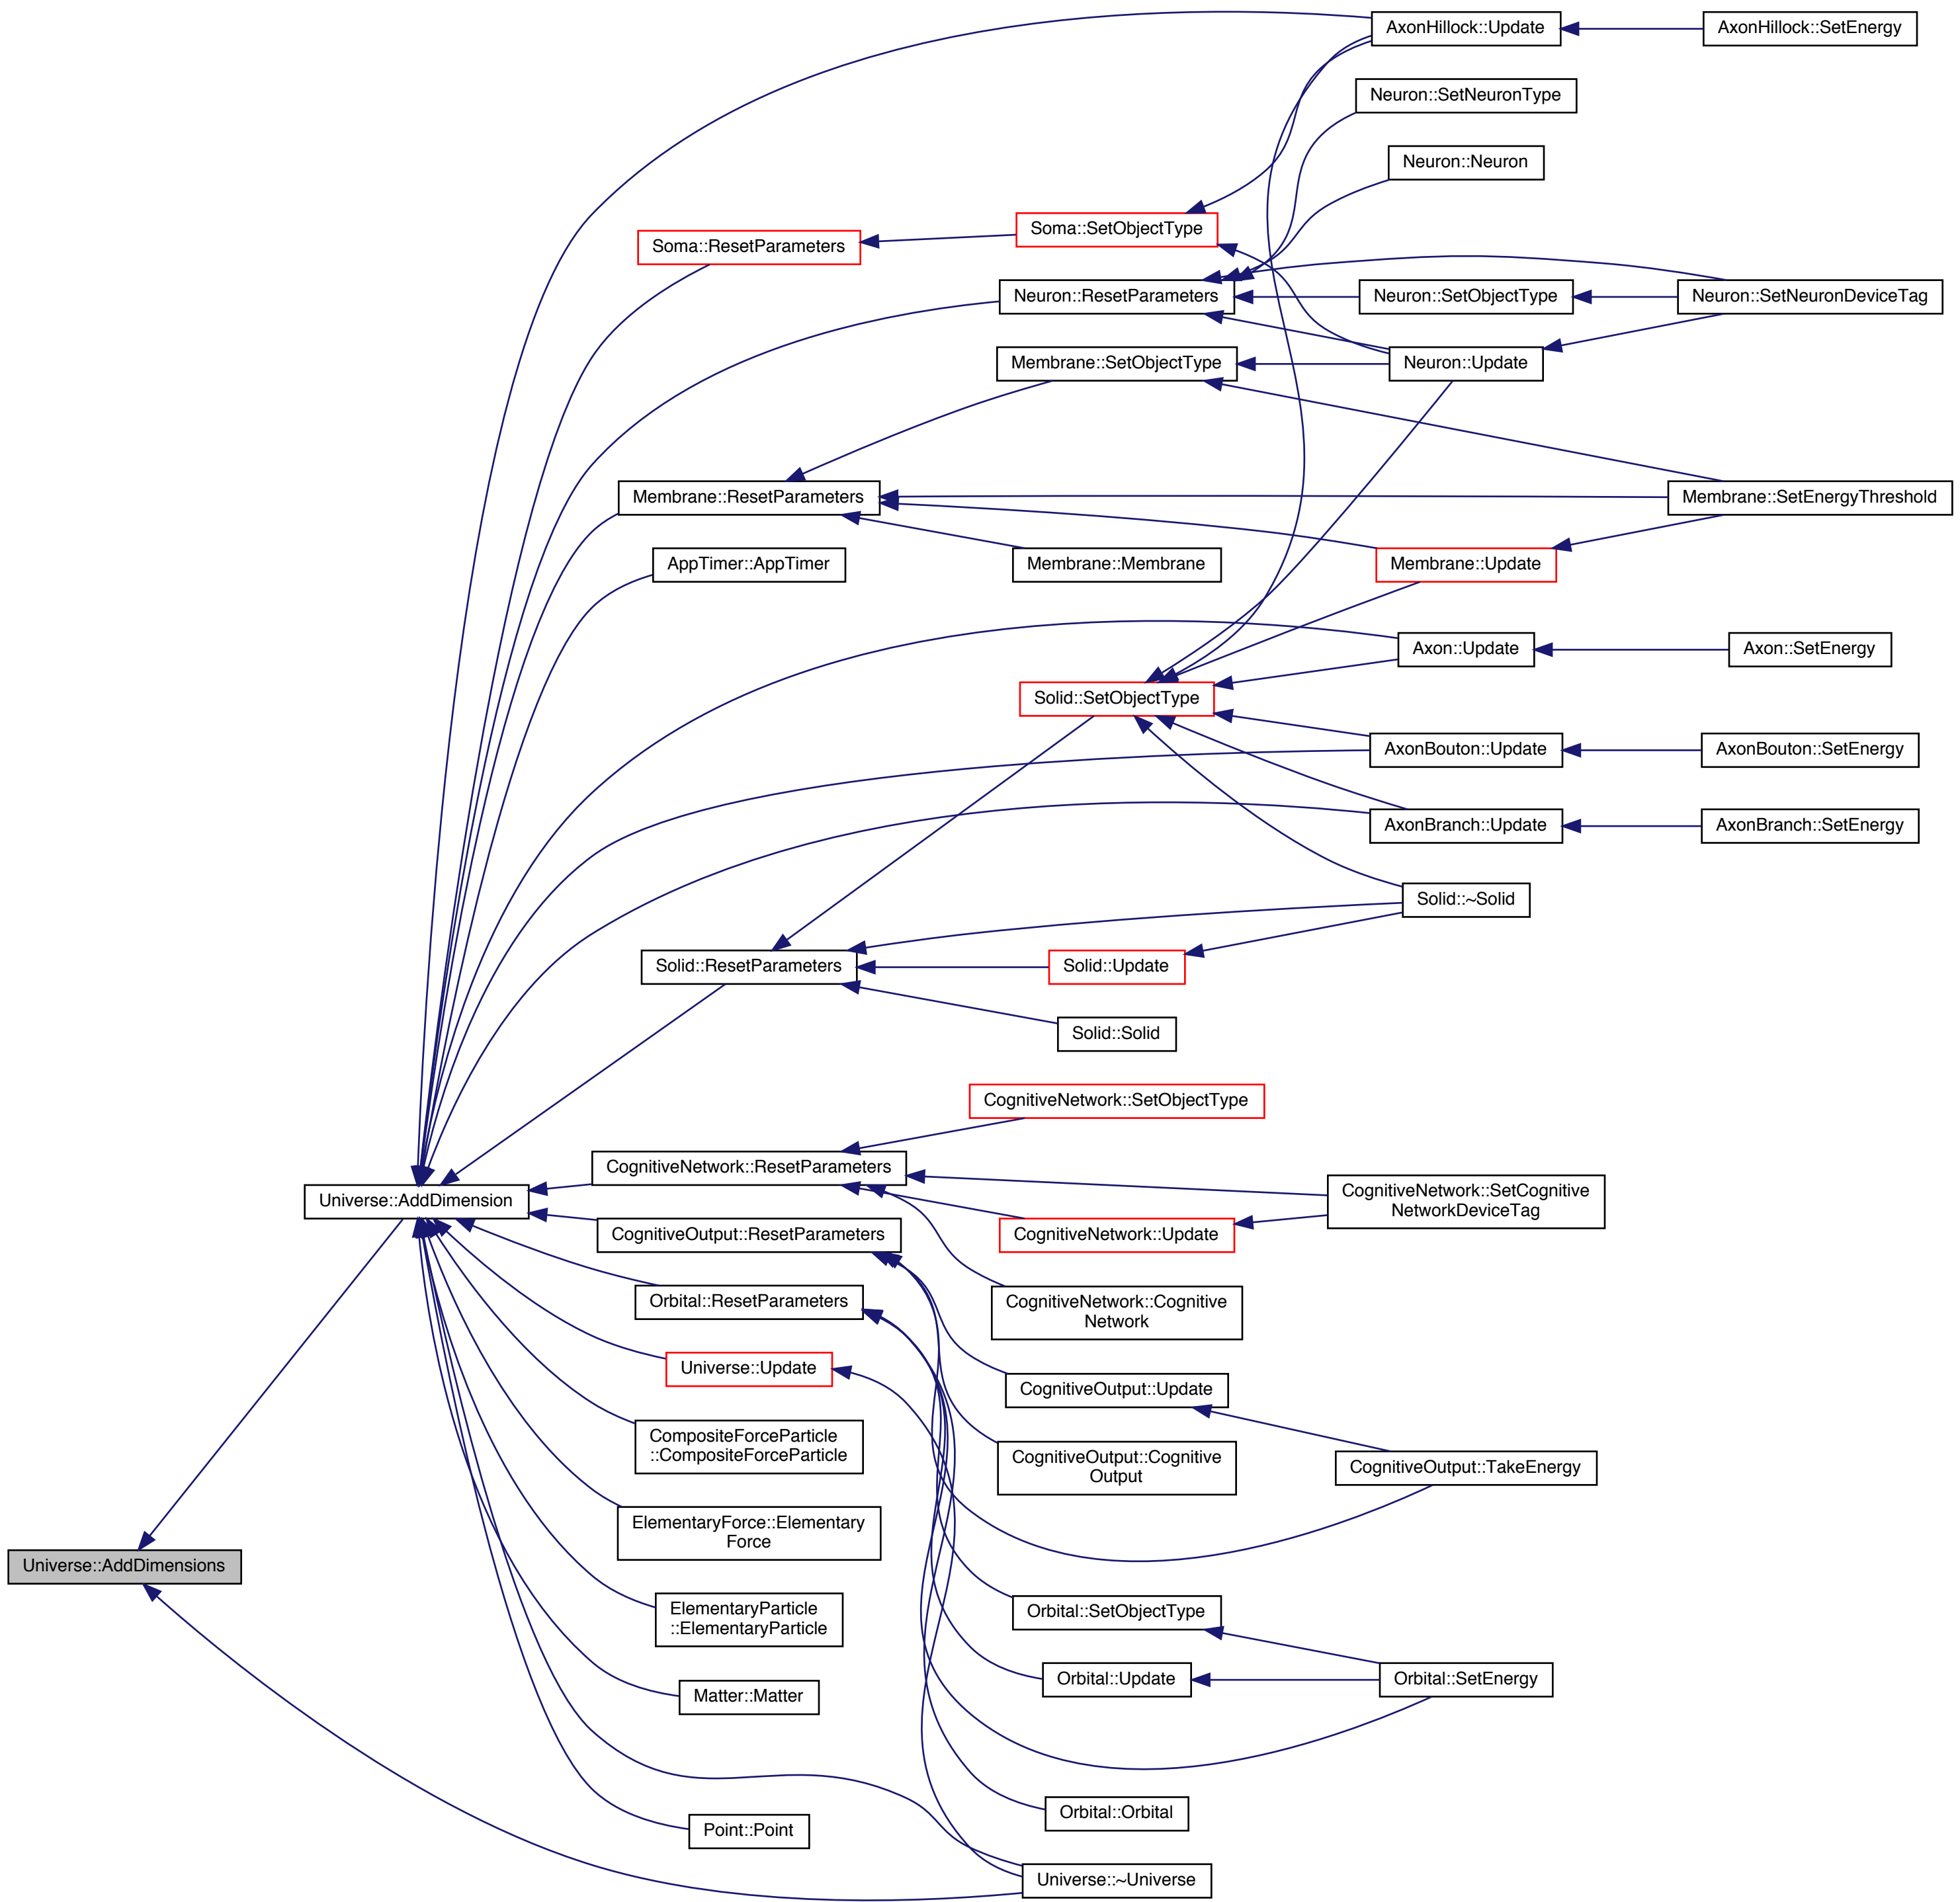 AxonHillock::Update
AxonHillock::SetEnergy
Neuron::SetNeuronType
Neuron::Neuron
Soma::SetObjectType
Soma::ResetParameters
Neuron::ResetParameters
Neuron::SetObjectType
Neuron::SetNeuronDeviceTag
Membrane::SetObjectType
Neuron::Update
Membrane::ResetParameters
Membrane::SetEnergyThreshold
AppTimer::AppTimer
Membrane::Membrane
Membrane::Update
Axon::Update
Axon::SetEnergy
Solid::SetObjectType
AxonBouton::Update
AxonBouton::SetEnergy
AxonBranch::Update
AxonBranch::SetEnergy
Solid::~Solid
Solid::ResetParameters
Solid::Update
Solid::Solid
CognitiveNetwork::SetObjectType
CognitiveNetwork::ResetParameters
Universe::AddDimension
CognitiveNetwork::SetCognitive
NetworkDeviceTag
CognitiveOutput::ResetParameters
CognitiveNetwork::Update
Orbital::ResetParameters
CognitiveNetwork::Cognitive
Network
Universe::Update
CognitiveOutput::Update
CompositeForceParticle
::CompositeForceParticle
CognitiveOutput::Cognitive
Output
CognitiveOutput::TakeEnergy
ElementaryForce::Elementary
Force
Universe::AddDimensions
ElementaryParticle
::ElementaryParticle
Orbital::SetObjectType
Matter::Matter
Orbital::Update
Orbital::SetEnergy
Point::Point
Orbital::Orbital
Universe::~Universe